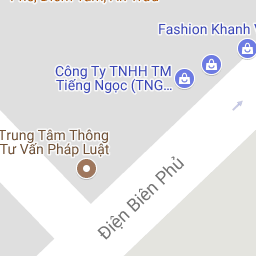 Fashion Khanh
Công Ty TNHH TM
Tiếng Ngọc (TNG...
Trung Tâm Thông
Tư Vấn Pháp Luật
Điện Biên Phủ